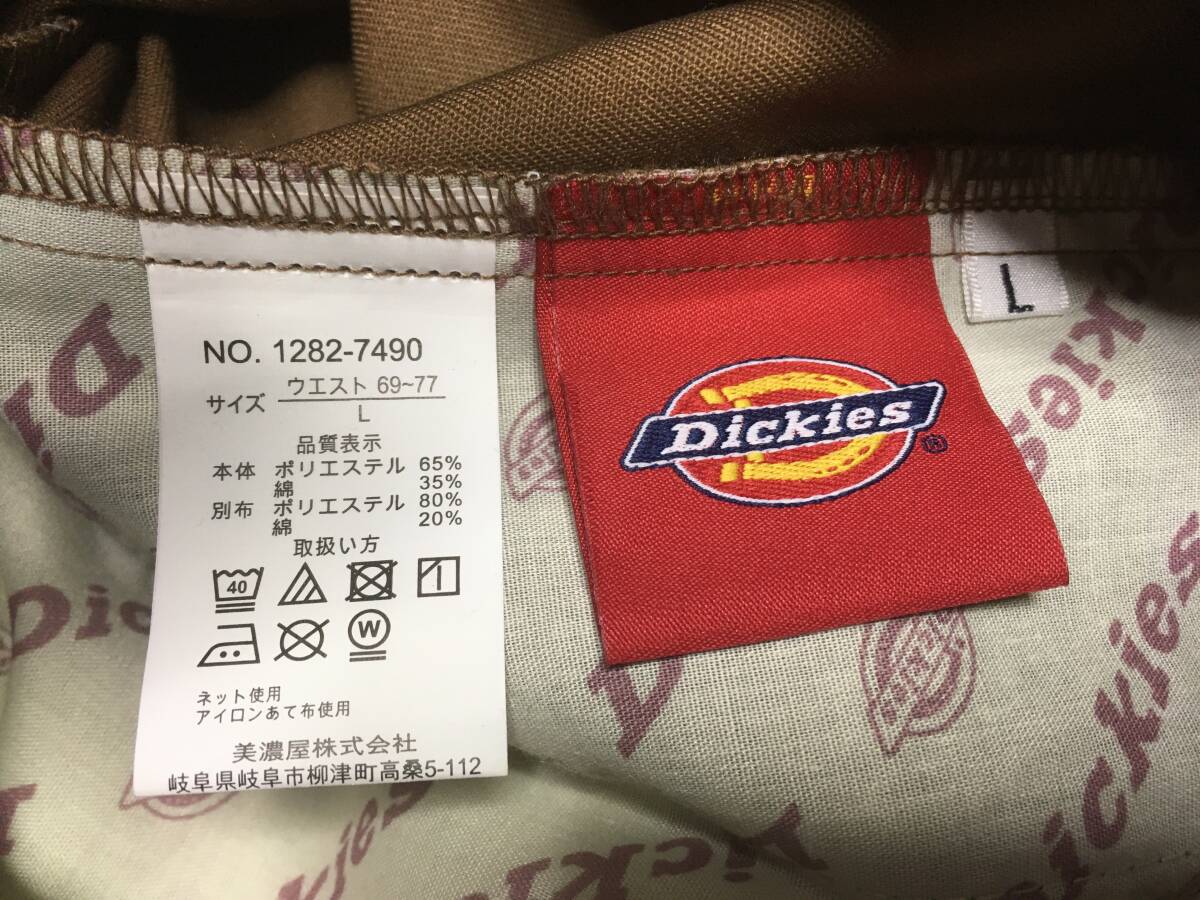 NO. 1282-7490
サイズ ウエスト 69~77
L
品質表示
本体 ポリエステル 65%
綿 35%
別布 ポリエステル 80%
綿 20%
取扱い方
40
W
ネット使用
アイロンあて布使用
美濃屋株式会社
岐阜県岐阜市柳津町高桑5-112
Dickies
®
L
Dickies
Dickies
Dickies